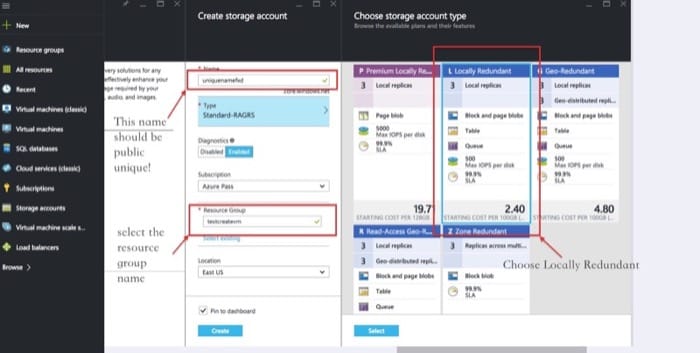 New
Resource groups
All resources
Recent
Virtual machines (classic)
Virtual machines
SQL databases
Cloud services (classic)
Subscriptions
Storage accounts
Virtual machine scale s...
Load balancers
Browse >
very solutions for any
effectively enhance your
age required by your
audio, and images.
This name
should be
public
unique!
select the
resource
group
name
Create storage account
* Name
uniquenamefed
.core.windows.net
* Type
Standard-RAGRS
Diagnostics
Disabled Enabled
Subscription
Azure Pass
* Resource Group
Select existing
Location
East US
Pin to dashboard
Create
Choose storage account type
Browse the available plans and their features
P Premium Locally Re...
3 Local replicas
Page blob
5000
Max IOPS per disk
99.9%
SLA
19.7
STARTING COST PER 128GB
L Locally Redundant
3 Local replicas
Block and page blobs
Table
Queue
500
Max IOPS per disk
99.9%
SLA
2.40
STARTING COST PER 100GB (...
G Geo-Redundant
3 Local replicas
3 Geo-distributed repli...
Block and page blobs
Table
Queue
500
Max IOPS per disk
99.9%
SLA
4.80
STARTING COST PER 100GB (...
R Read-Access Geo-R...
3 Local replicas
3 Geo-distributed repli...
Block and page blobs
Table
Queue
Z Zone Redundant
3 Replicas across multi...
Block blob
99.9%
SLA
Choose Locally Redundant
Select